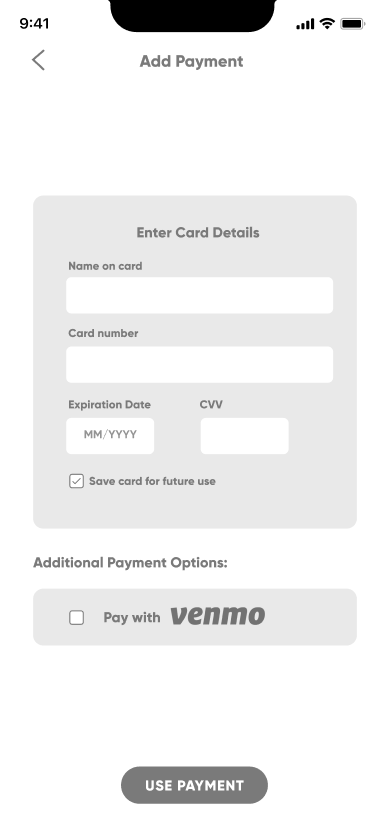 9:41
Add Payment
Enter Card Details
Name on card
Card number
Expiration Date CVV
MM/YYYY
Save card for future use
Additional Payment Options:
Pay with venmo
USE PAYMENT